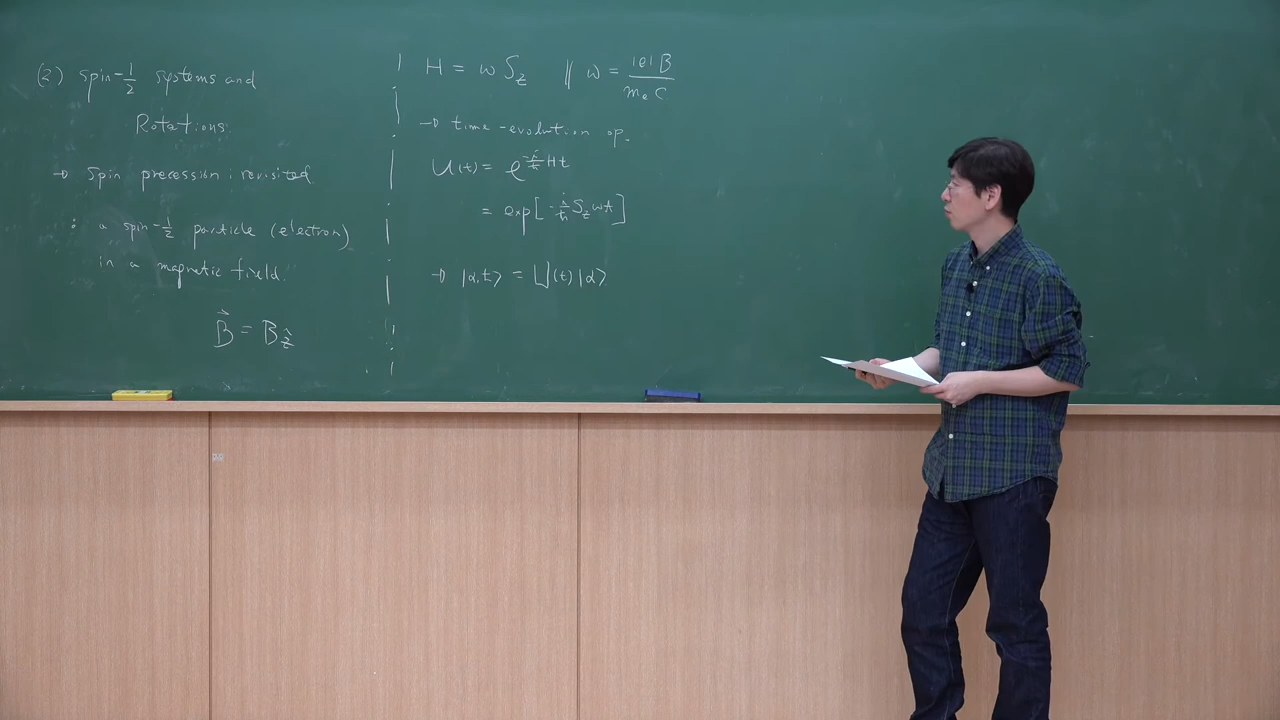 (2) Spin-1/2 systems and
Rotations.
→ Spin precession : revisited.
: a spin-1/2 particle (electron)
in a magnetic field.
B⃗ = Bẑ
H = ω S_z // ω = |e|B / m_e c
→ time-evolution op.
U(t) = e^{-i/ħ Ht}
= exp[-i/ħ S_z ωt]
→ |α,t⟩ = U(t)|α⟩